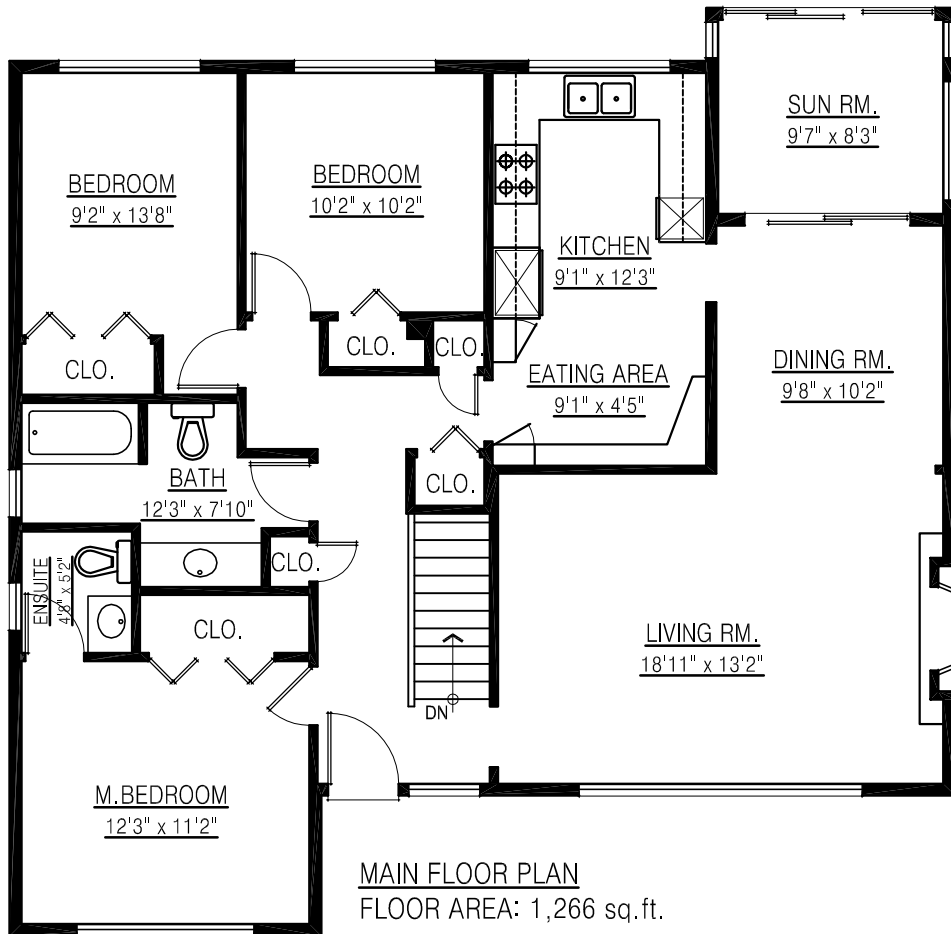 SUN RM.
9'7" x 8'3"
BEDROOM
9'2" x 13'8"
BEDROOM
10'2" x 10'2"
KITCHEN
9'1" x 12'3"
CLO.
CLO.
CLO.
EATING AREA
9'1" x 4'5"
DINING RM.
9'8" x 10'2"
BATH
12'3" x 7'10"
CLO.
CLO.
ENSUITE
4'8" x 5'2"
CLO.
LIVING RM.
18'11" x 13'2"
DN
M.BEDROOM
12'3" x 11'2"
MAIN FLOOR PLAN
FLOOR AREA: 1,266 sq.ft.